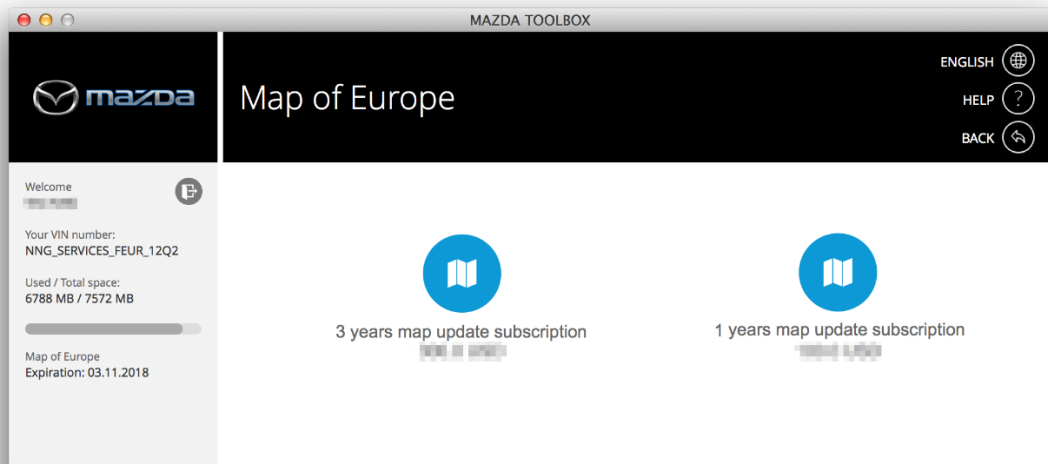 MAZDA TOOLBOX
mazda
Map of Europe
ENGLISH
HELP
?
BACK
Welcome
Your VIN number:
NNG_SERVICES_FEUR_12Q2
Used / Total space:
6788 MB / 7572 MB
Map of Europe
Expiration: 03.11.2018
3 years map update subscription
1 years map update subscription